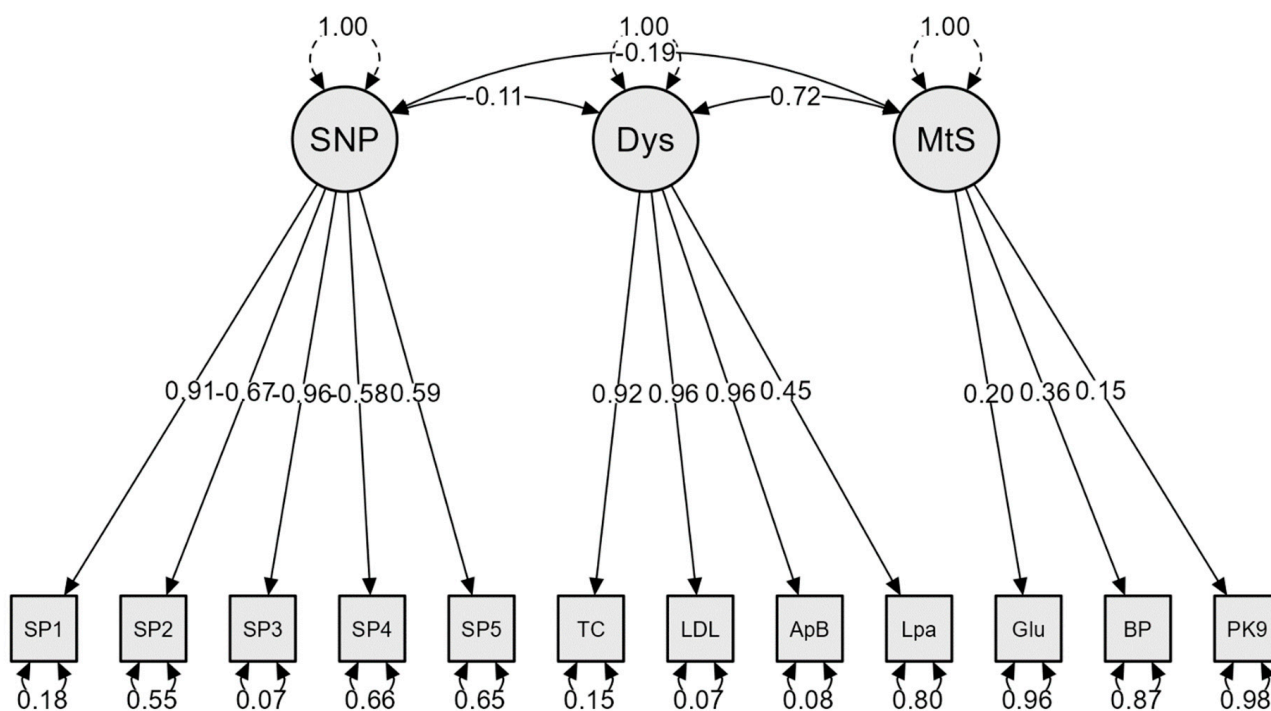 1.00 1.00 1.00
-0.19
-0.11 0.72
SNP Dys MtS
0.91 -0.67 -0.96 -0.58 0.59 0.92 0.96 0.96 0.45 0.20 0.36 0.15
SP1 SP2 SP3 SP4 SP5 TC LDL ApB Lpa Glu BP PK9
0.18 0.55 0.07 0.66 0.65 0.15 0.07 0.08 0.80 0.96 0.87 0.98